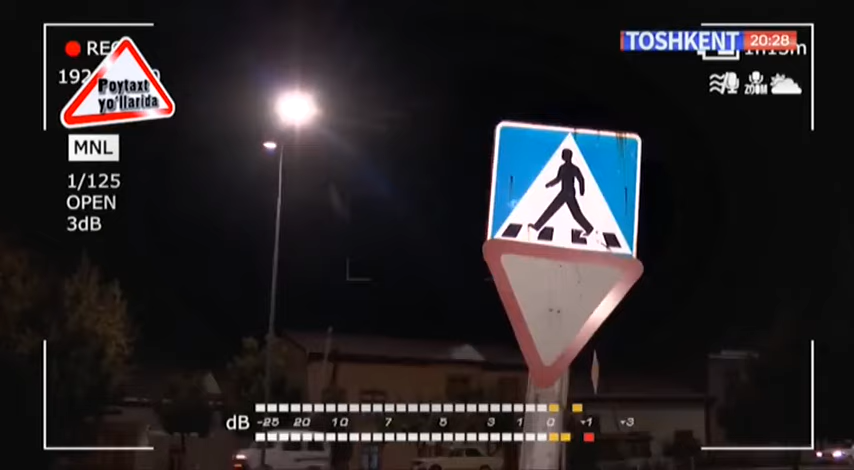 REC
TOSHKENT 20:28
Poytaxt
yo'llarida
MNL
1/125
OPEN
3dB
ZOOM
dB -25 20 10 7 5 3 1 0 +1 +3